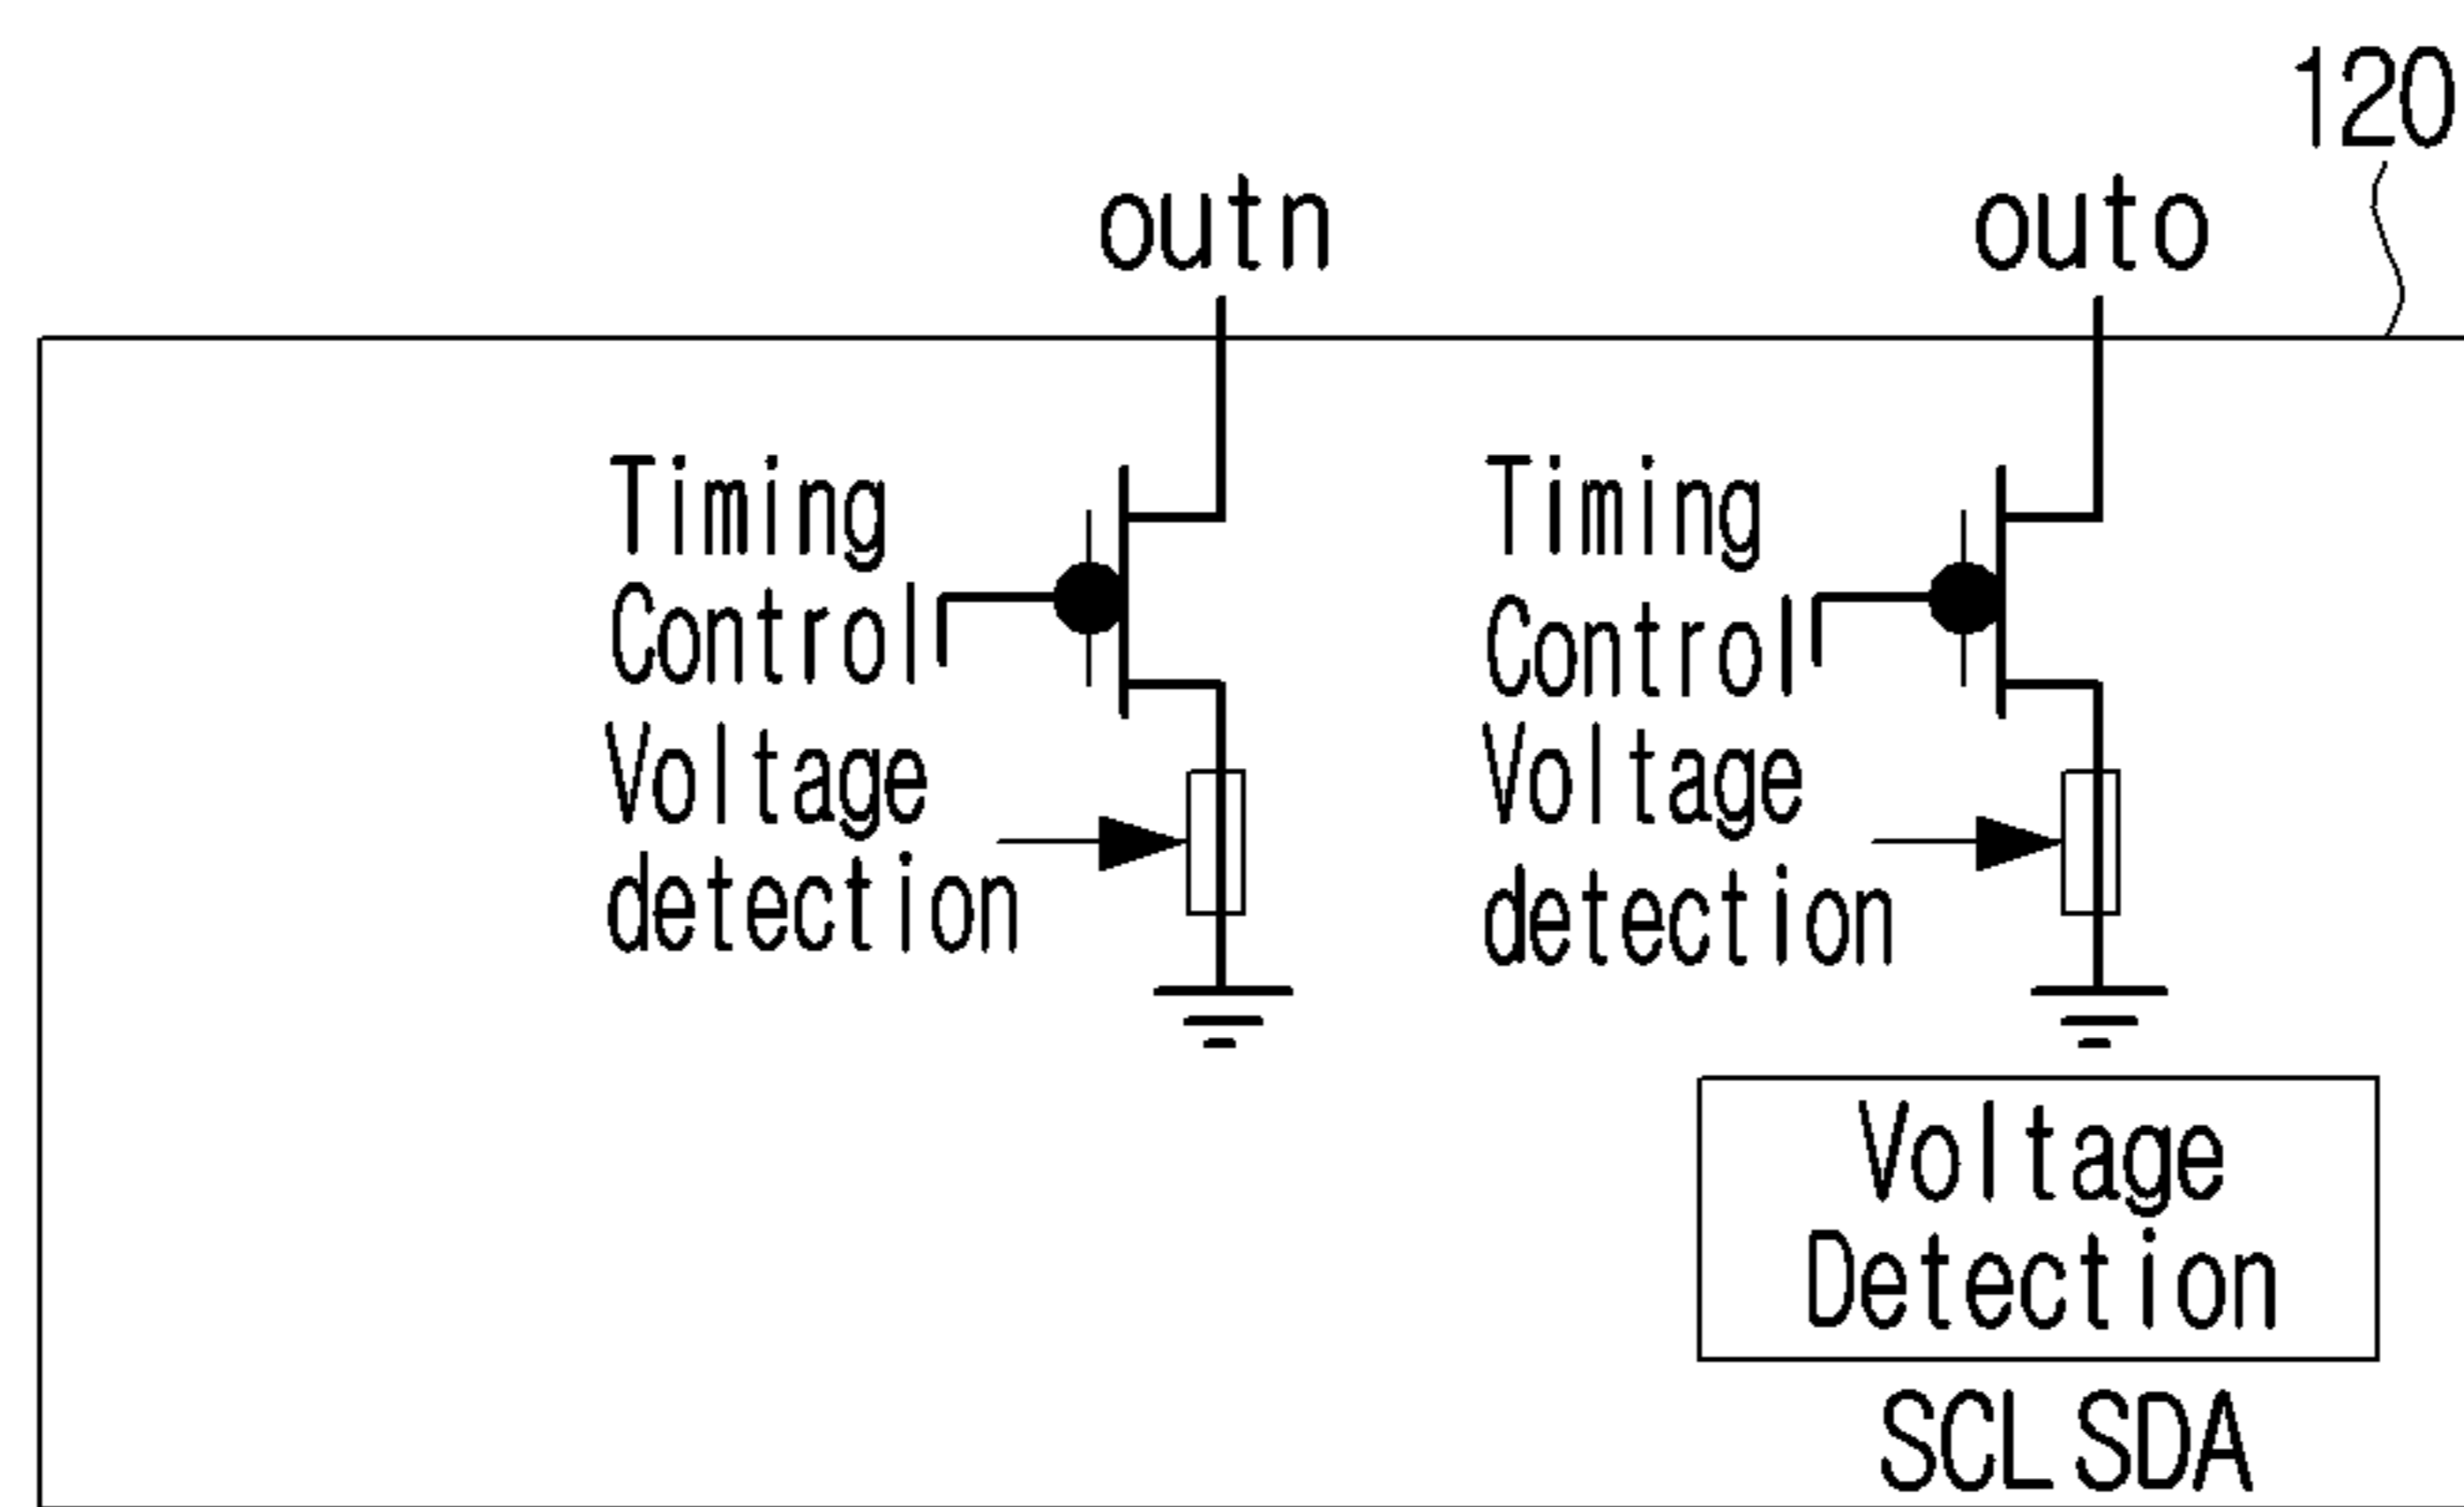 120
outn
outo
Timing
Control
Voltage
detection
Timing
Control
Voltage
detection
Voltage
Detection
SCL SDA